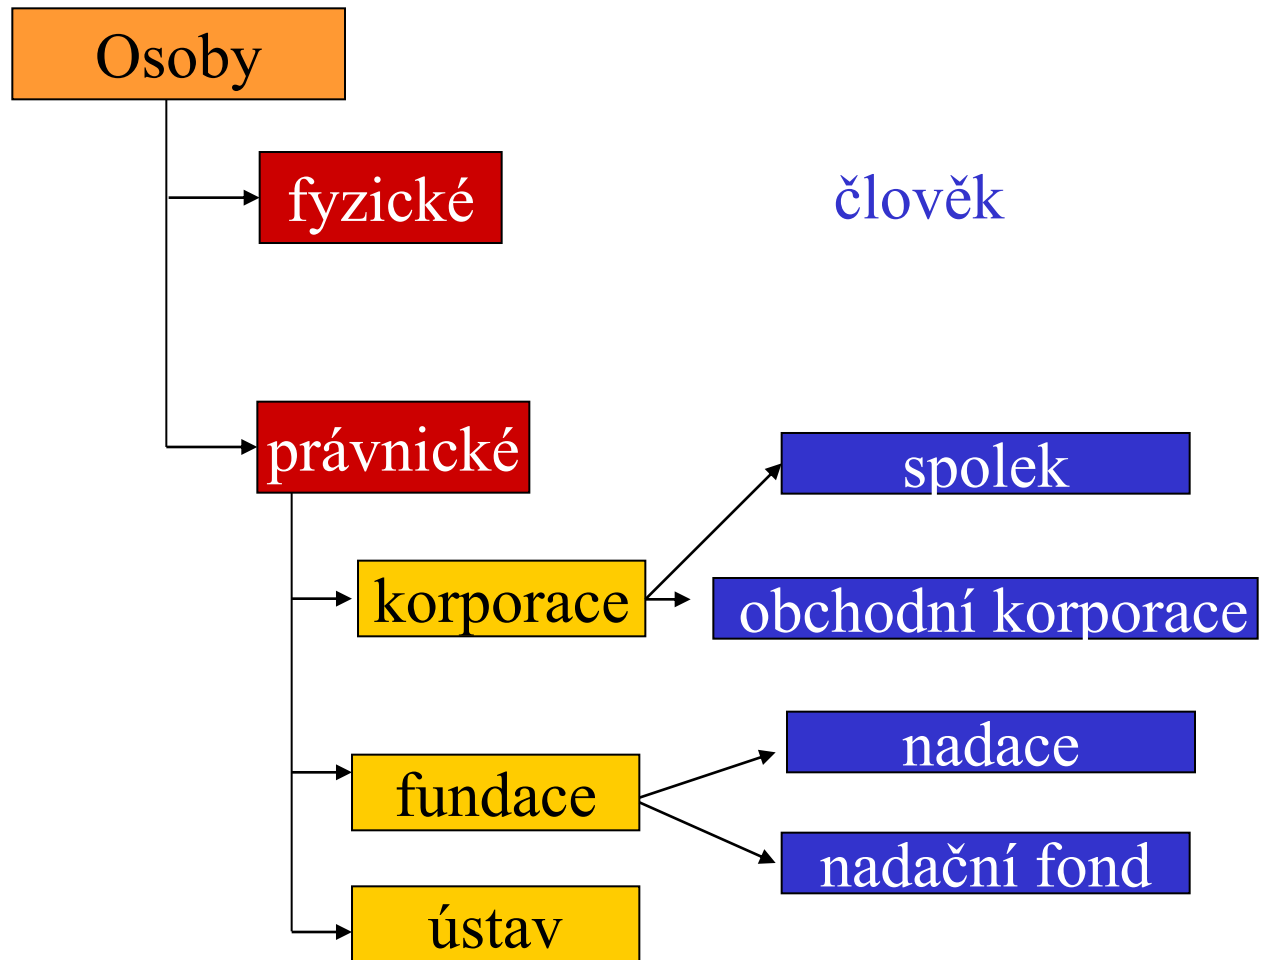 Osoby
fyzické
člověk
právnické
spolek
korporace
obchodní korporace
nadace
fundace
nadační fond
ústav